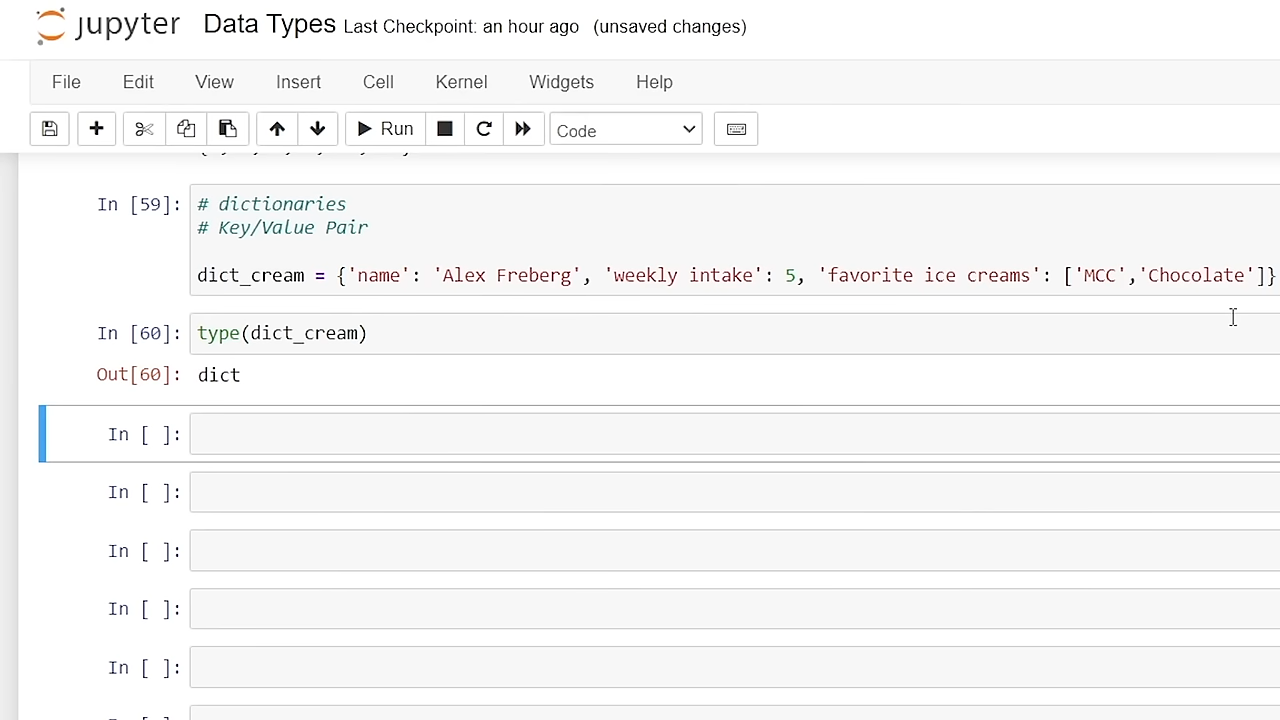 jupyter Data Types Last Checkpoint: an hour ago (unsaved changes)
File Edit View Insert Cell Kernel Widgets Help
Run Code
In [59]: # dictionaries
# Key/Value Pair
dict_cream = {'name': 'Alex Freberg', 'weekly intake': 5, 'favorite ice creams': ['MCC','Chocolate']}
In [60]: type(dict_cream)
Out[60]: dict
In [ ]:
In [ ]:
In [ ]:
In [ ]:
In [ ]: